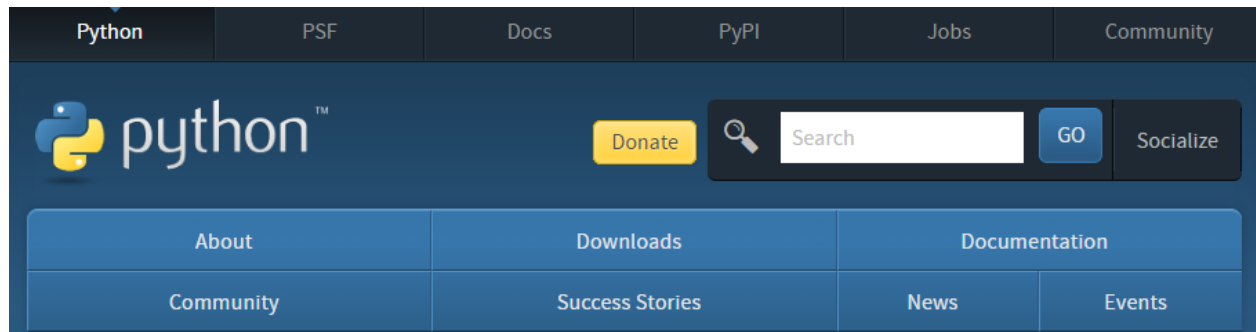 Python PSF Docs PyPI Jobs Community
python™ Donate Search GO Socialize
About Downloads Documentation
Community Success Stories News Events